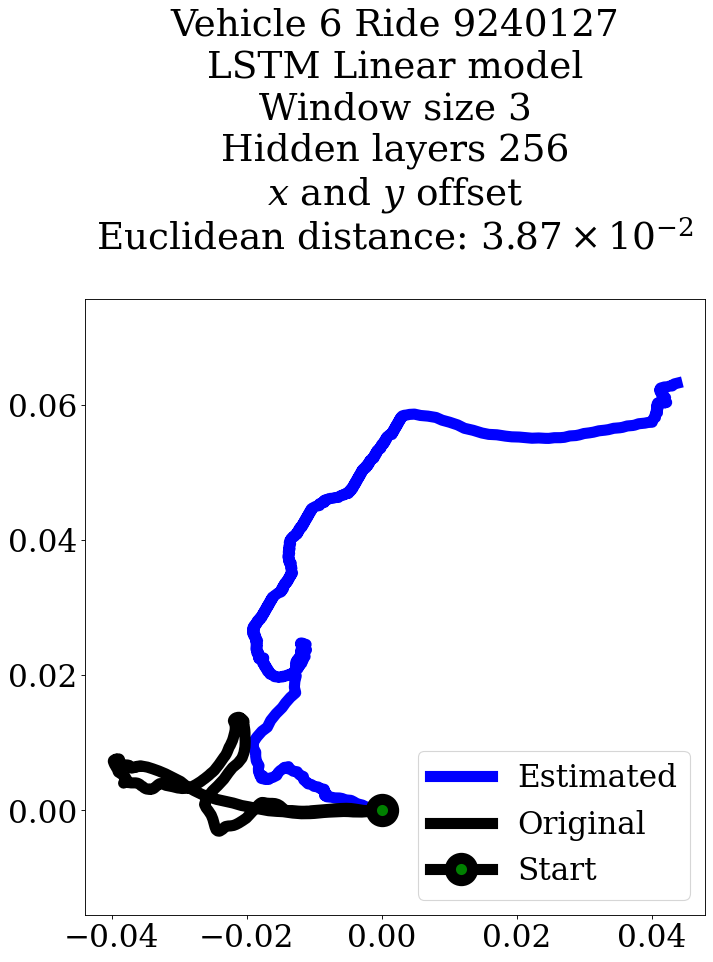 Vehicle 6 Ride 9240127
LSTM Linear model
Window size 3
Hidden layers 256
x and y offset
Euclidean distance: 3.87 × 10⁻²
0.06
0.04
0.02
0.00
Estimated
Original
Start
−0.04 −0.02 0.00 0.02 0.04